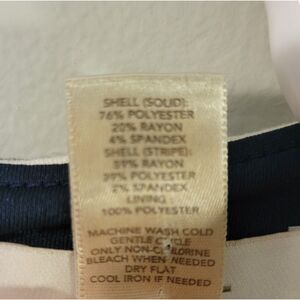 SHELL (SOLID):
76% POLYESTER
20% RAYON
4% SPANDEX
SHELL (STRIPE):
59% RAYON
39% POLYESTER
2% SPANDEX
LINING :
100% POLYESTER
MACHINE WASH COLD
GENTLE CYCLE
ONLY NON-CHLORINE
BLEACH WHEN NEEDED
DRY FLAT
COOL IRON IF NEEDED